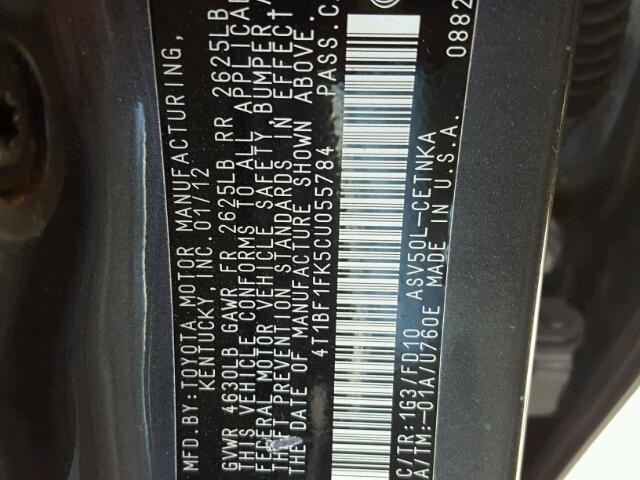 MFD. BY: TOYOTA MOTOR MANUFACTURING,
KENTUCKY, INC. 01/12
GVWR 4630LB GAWR FR 2625LB RR 2625LB
THIS VEHICLE CONFORMS TO ALL APPLICA
FEDERAL MOTOR VEHICLE SAFETY BUMPER,
THEFT PREVENTION STANDARDS IN EFFECT
THE DATE OF MANUFACTURE SHOWN ABOVE.
4T1BF1FK5CU055784 PASS.C
C/TR:1G3/FD10 ASV50L-CETNKA 0882
A/TM:-01A/U760E MADE IN U.S.A.